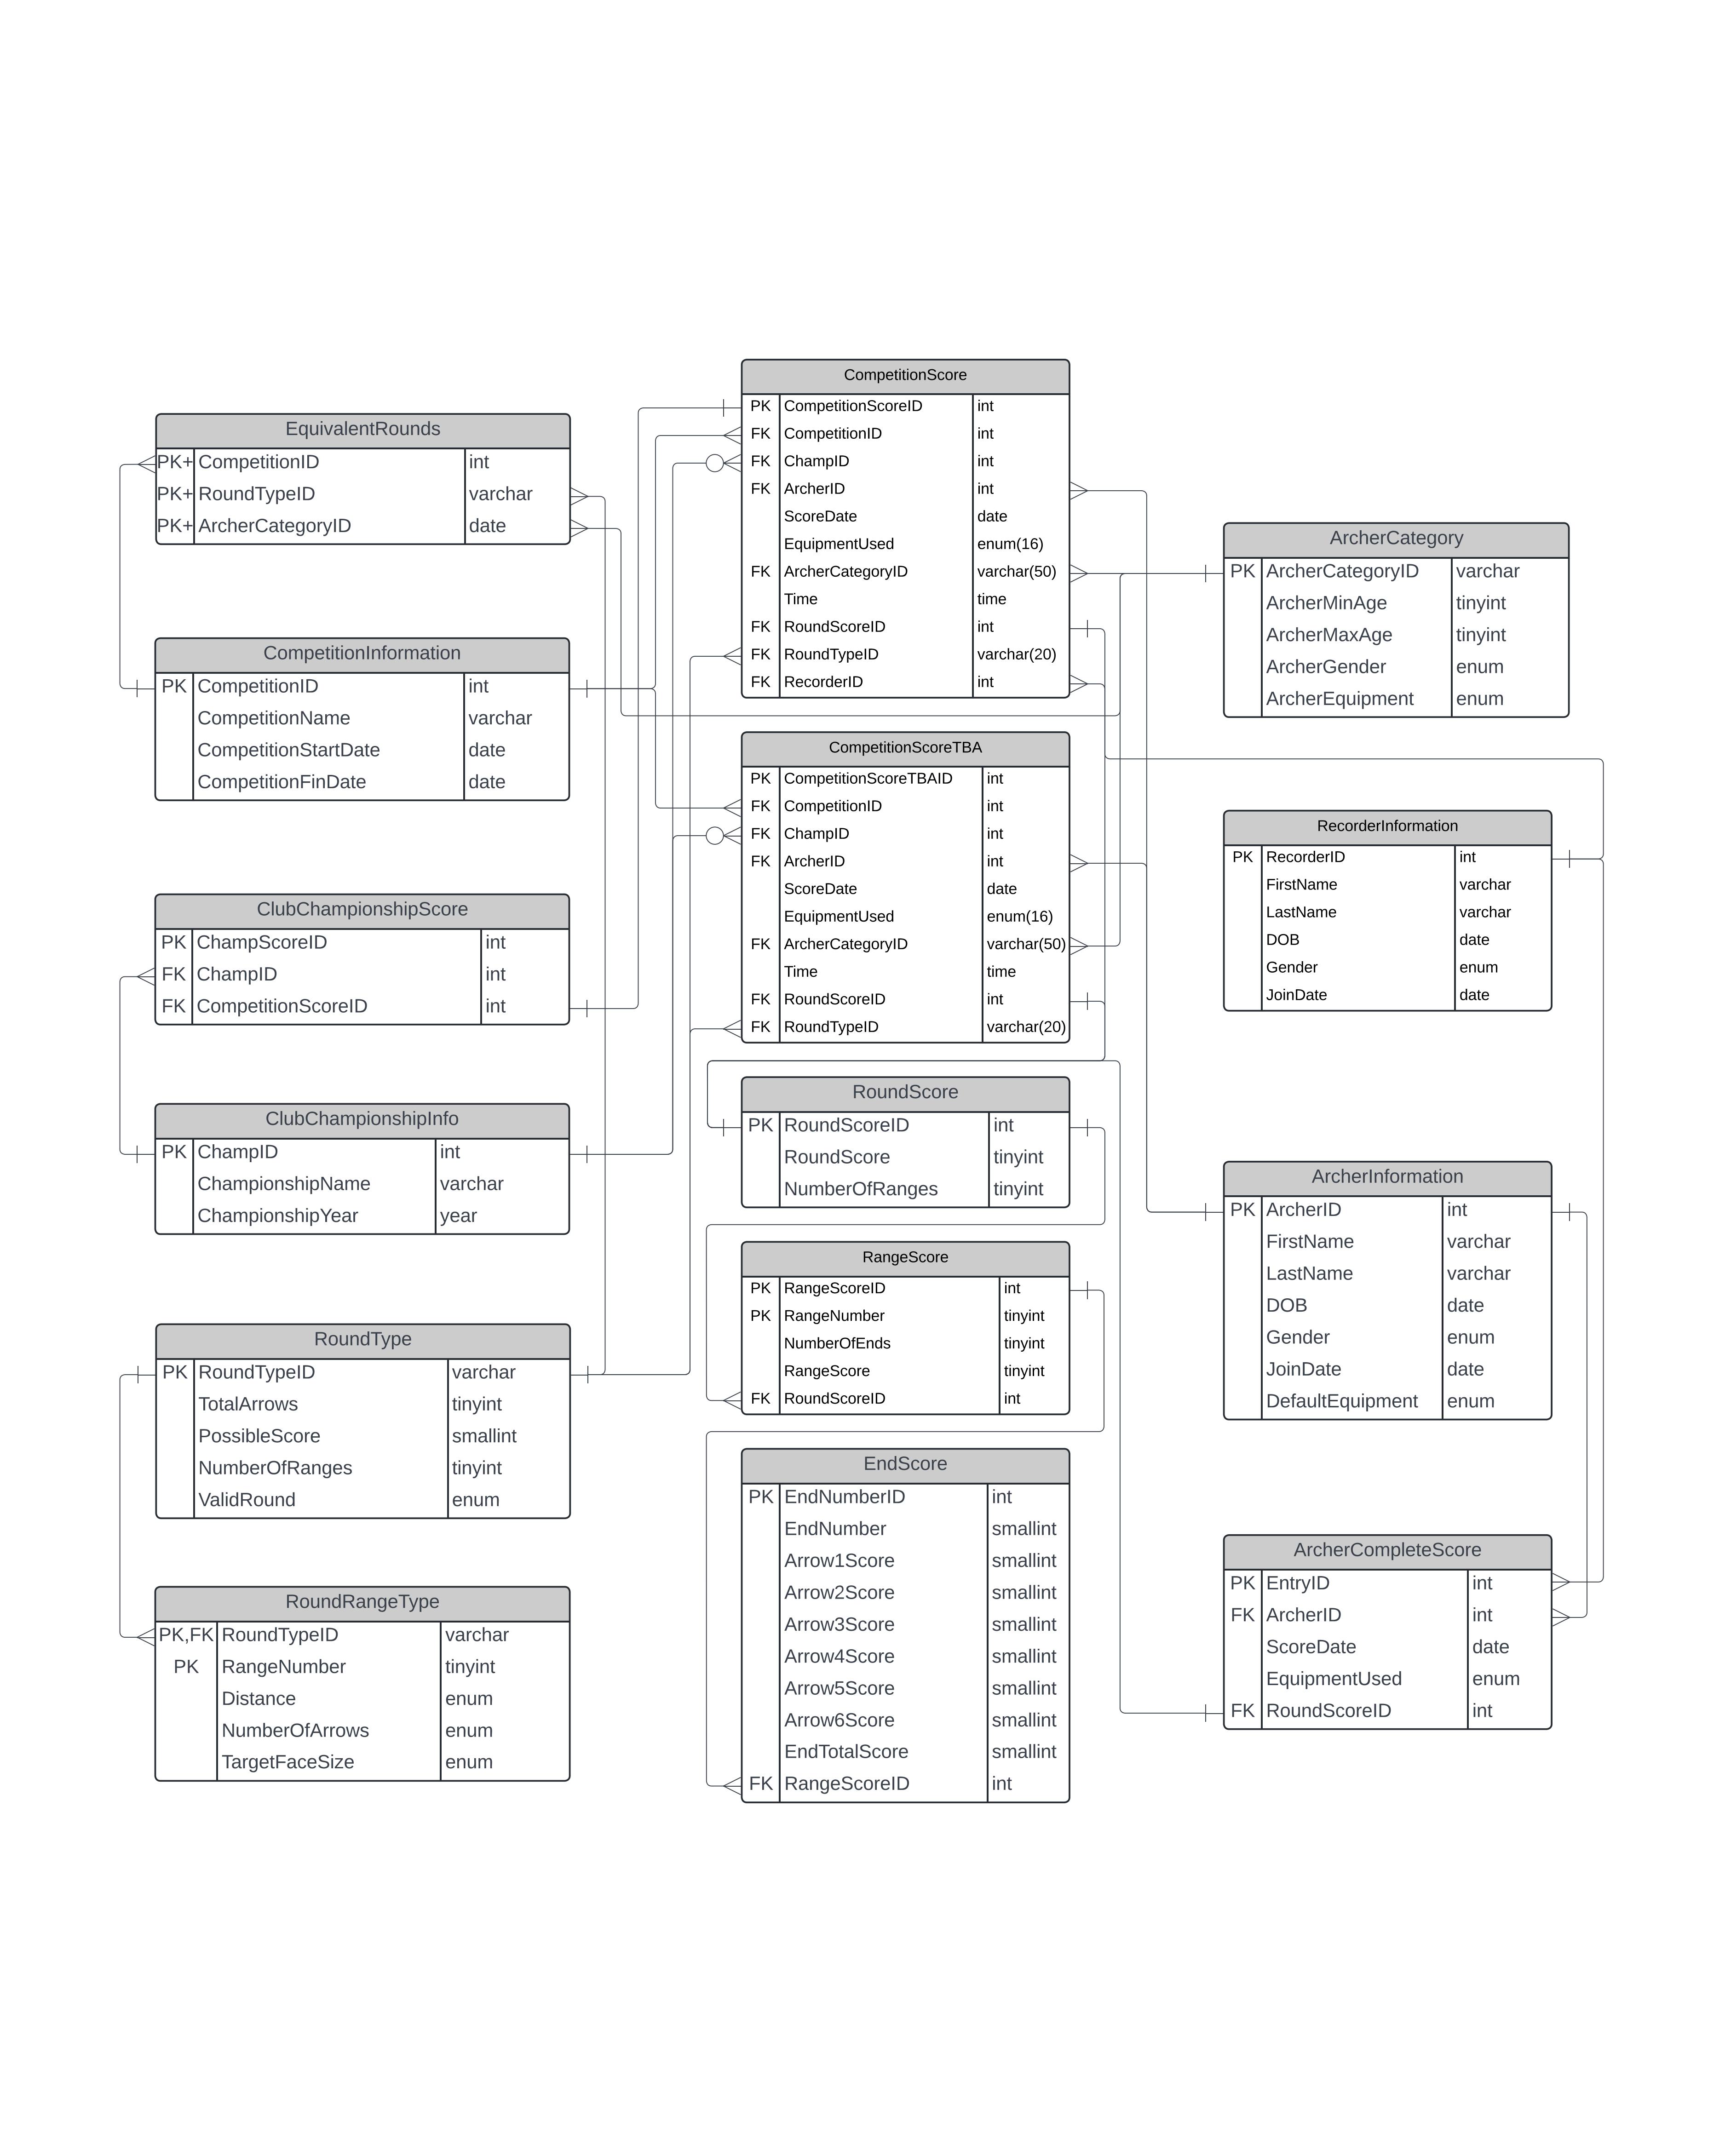 CompetitionScore
PK CompetitionScoreID int
FK CompetitionID int
FK ChampID int
FK ArcherID int
ScoreDate date
EquipmentUsed enum(16)
FK ArcherCategoryID varchar(50)
Time time
FK RoundScoreID int
FK RoundTypeID varchar(20)
FK RecorderID int
EquivalentRounds
PK+ CompetitionID int
PK+ RoundTypeID varchar
PK+ ArcherCategoryID date
ArcherCategory
PK ArcherCategoryID varchar
ArcherMinAge tinyint
ArcherMaxAge tinyint
ArcherGender enum
ArcherEquipment enum
CompetitionInformation
PK CompetitionID int
CompetitionName varchar
CompetitionStartDate date
CompetitionFinDate date
CompetitionScoreTBA
PK CompetitionScoreTBAID int
FK CompetitionID int
FK ChampID int
FK ArcherID int
ScoreDate date
EquipmentUsed enum(16)
FK ArcherCategoryID varchar(50)
Time time
FK RoundScoreID int
FK RoundTypeID varchar(20)
RecorderInformation
PK RecorderID int
FirstName varchar
LastName varchar
DOB date
Gender enum
JoinDate date
ClubChampionshipScore
PK ChampScoreID int
FK ChampID int
FK CompetitionScoreID int
RoundScore
PK RoundScoreID int
RoundScore tinyint
NumberOfRanges tinyint
ClubChampionshipInfo
PK ChampID int
ChampionshipName varchar
ChampionshipYear year
ArcherInformation
PK ArcherID int
FirstName varchar
LastName varchar
DOB date
Gender enum
JoinDate date
DefaultEquipment enum
RangeScore
PK RangeScoreID int
PK RangeNumber tinyint
NumberOfEnds tinyint
RangeScore tinyint
FK RoundScoreID int
RoundType
PK RoundTypeID varchar
TotalArrows tinyint
PossibleScore smallint
NumberOfRanges tinyint
ValidRound enum
EndScore
PK EndNumberID int
EndNumber smallint
Arrow1Score smallint
Arrow2Score smallint
Arrow3Score smallint
Arrow4Score smallint
Arrow5Score smallint
Arrow6Score smallint
EndTotalScore smallint
FK RangeScoreID int
ArcherCompleteScore
PK EntryID int
FK ArcherID int
ScoreDate date
EquipmentUsed enum
FK RoundScoreID int
RoundRangeType
PK,FK RoundTypeID varchar
PK RangeNumber tinyint
Distance enum
NumberOfArrows enum
TargetFaceSize enum